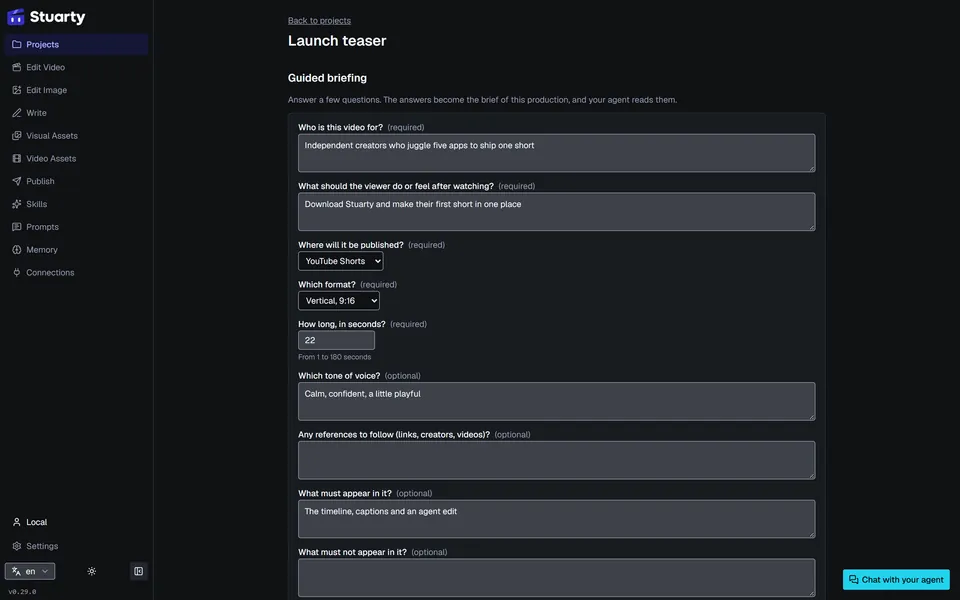 Stuarty
Projects
Edit Video
Edit Image
Write
Visual Assets
Video Assets
Publish
Skills
Prompts
Memory
Connections
Local
Settings
en
v0.29.0
Back to projects
Launch teaser
Guided briefing
Answer a few questions. The answers become the brief of this production, and your agent reads them.
Who is this video for? (required)
Independent creators who juggle five apps to ship one short
What should the viewer do or feel after watching? (required)
Download Stuarty and make their first short in one place
Where will it be published? (required)
YouTube Shorts
Which format? (required)
Vertical, 9:16
How long, in seconds? (required)
22
From 1 to 180 seconds
Which tone of voice? (optional)
Calm, confident, a little playful
Any references to follow (links, creators, videos)? (optional)
What must appear in it? (optional)
The timeline, captions and an agent edit
What must not appear in it? (optional)
Chat with your agent